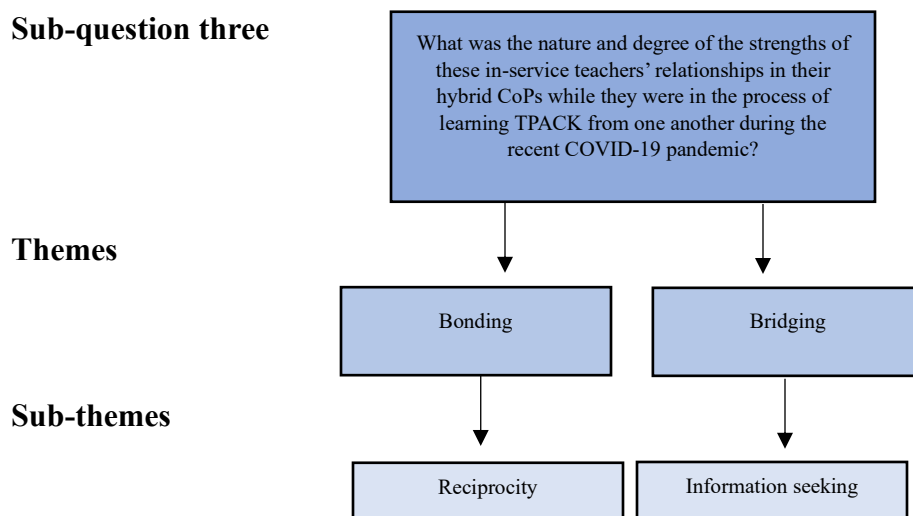 Sub-question three
What was the nature and degree of the strengths of
these in-service teachers’ relationships in their
hybrid CoPs while they were in the process of
learning TPACK from one another during the
recent COVID-19 pandemic?
Themes
Bonding
Bridging
Sub-themes
Reciprocity
Information seeking